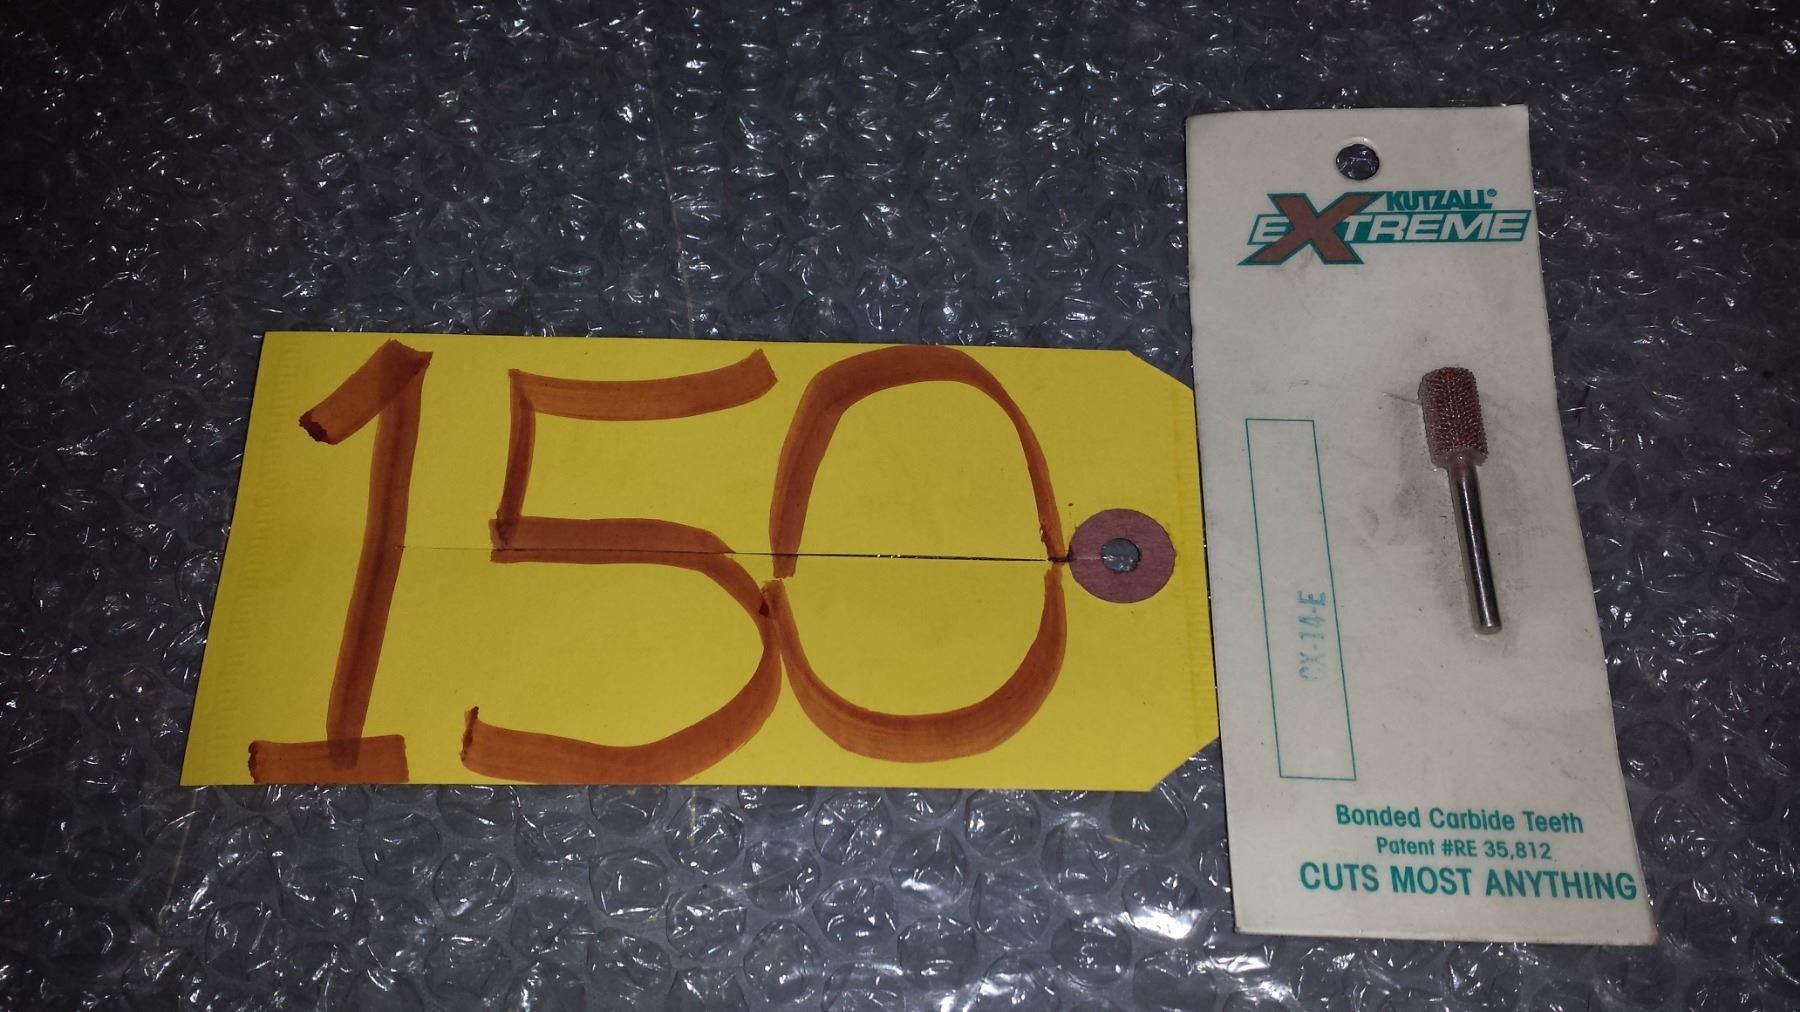 150
KUTZALL®
EXTREME
CX-14-E
Bonded Carbide Teeth
Patent #RE 35,812
CUTS MOST ANYTHING